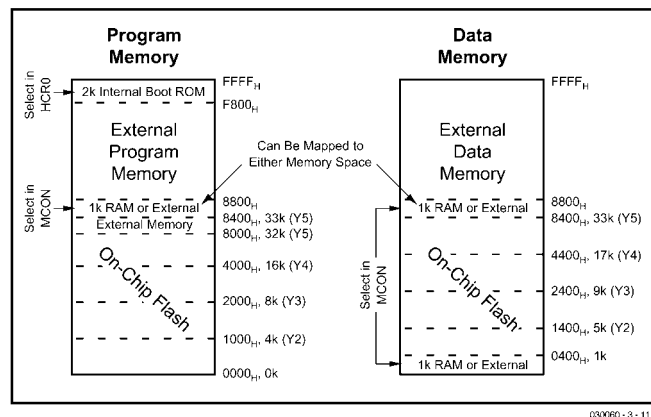 Program
Memory
Data
Memory
Select in
HCR0
2k Internal Boot ROM
FFFFH
F800H
FFFFH
External
Program
Memory
Can Be Mapped to
Either Memory Space
External
Data
Memory
Select in
MCON
8800H
1k RAM or External
8400H, 33k (Y5)
External Memory
8000H, 32k (Y5)
4000H, 16k (Y4)
On-Chip Flash
2000H, 8k (Y3)
1000H, 4k (Y2)
0000H, 0k
8800H
1k RAM or External
8400H, 33k (Y5)
4400H, 17k (Y4)
Select in
MCON
On-Chip Flash
2400H, 9k (Y3)
1400H, 5k (Y2)
0400H, 1k
1k RAM or External
030060 - 3 - 11